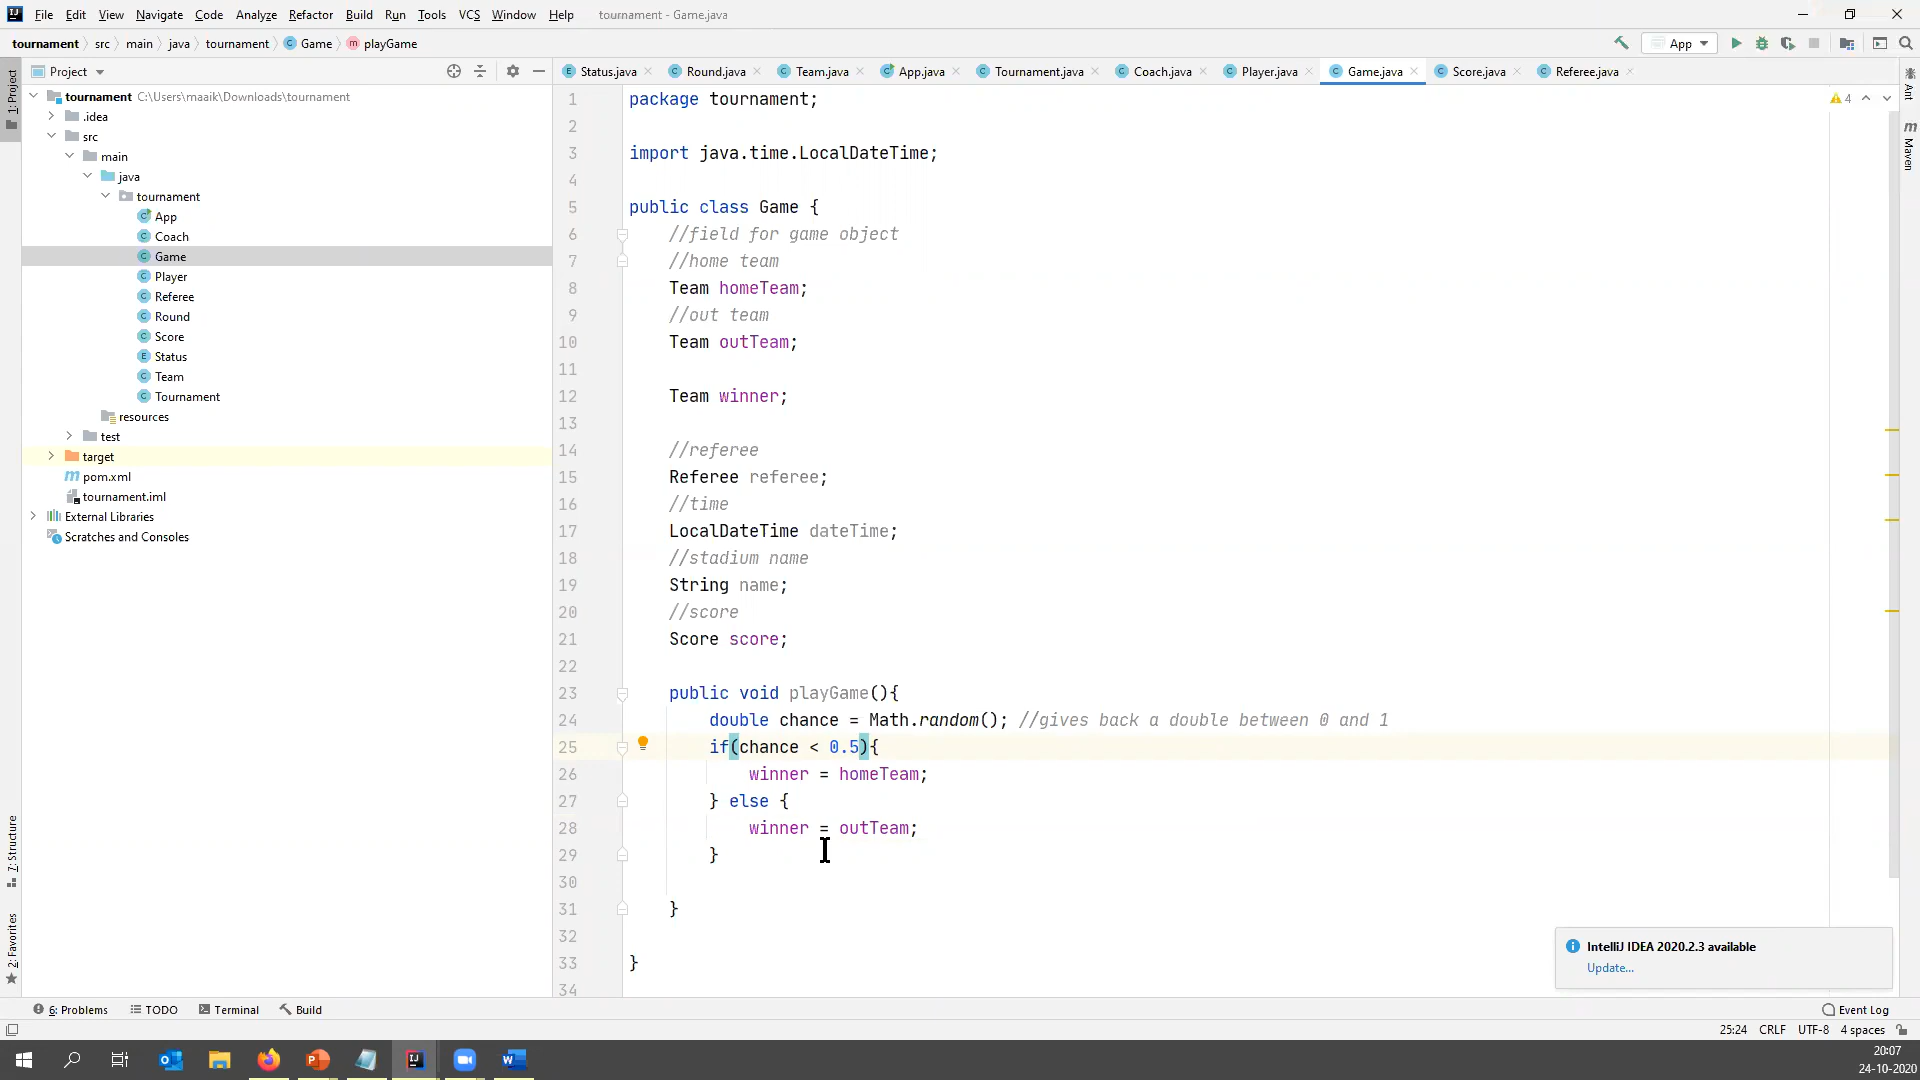 File Edit View Navigate Code Analyze Refactor Build Run Tools VCS Window Help tournament - Game.java
tournament src main java tournament Game playGame App
Project
Status.java Round.java Team.java App.java Tournament.java Coach.java Player.java Game.java Score.java Referee.java
1: Project
Ant
Maven
4
tournament C:\Users\maaik\Downloads\tournament
.idea
src
main
java
tournament
App
Coach
Game
Player
Referee
Round
Score
Status
Team
Tournament
resources
test
target
pom.xml
tournament.iml
External Libraries
Scratches and Consoles
7: Structure
2: Favorites
1 package tournament;
2
3 import java.time.LocalDateTime;
4
5 public class Game {
6 //field for game object
7 //home team
8 Team homeTeam;
9 //out team
10 Team outTeam;
11
12 Team winner;
13
14 //referee
15 Referee referee;
16 //time
17 LocalDateTime dateTime;
18 //stadium name
19 String name;
20 //score
21 Score score;
22
23 public void playGame(){
24 double chance = Math.random(); //gives back a double between 0 and 1
25 if(chance < 0.5){
26 winner = homeTeam;
27 } else {
28 winner = outTeam;
29 }
30
31 }
32
33 }
34
IntelliJ IDEA 2020.2.3 available
Update...
6: Problems TODO Terminal Build Event Log
25:24 CRLF UTF-8 4 spaces
20:07
24-10-2020